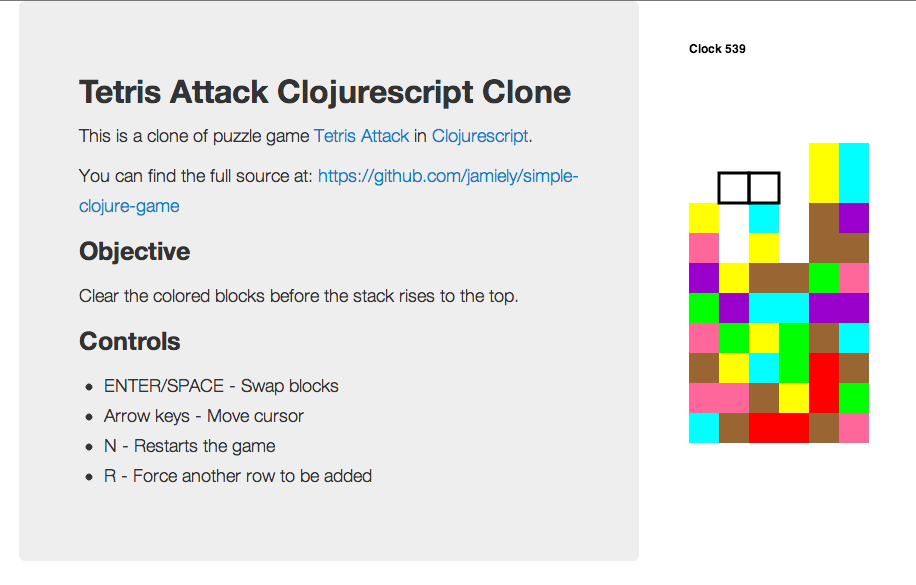 Tetris Attack Clojurescript Clone
This is a clone of puzzle game Tetris Attack in Clojurescript.
You can find the full source at: https://github.com/jamiely/simple-
clojure-game
Objective
Clear the colored blocks before the stack rises to the top.
Controls
• ENTER/SPACE - Swap blocks
• Arrow keys - Move cursor
• N - Restarts the game
• R - Force another row to be added
Clock 539